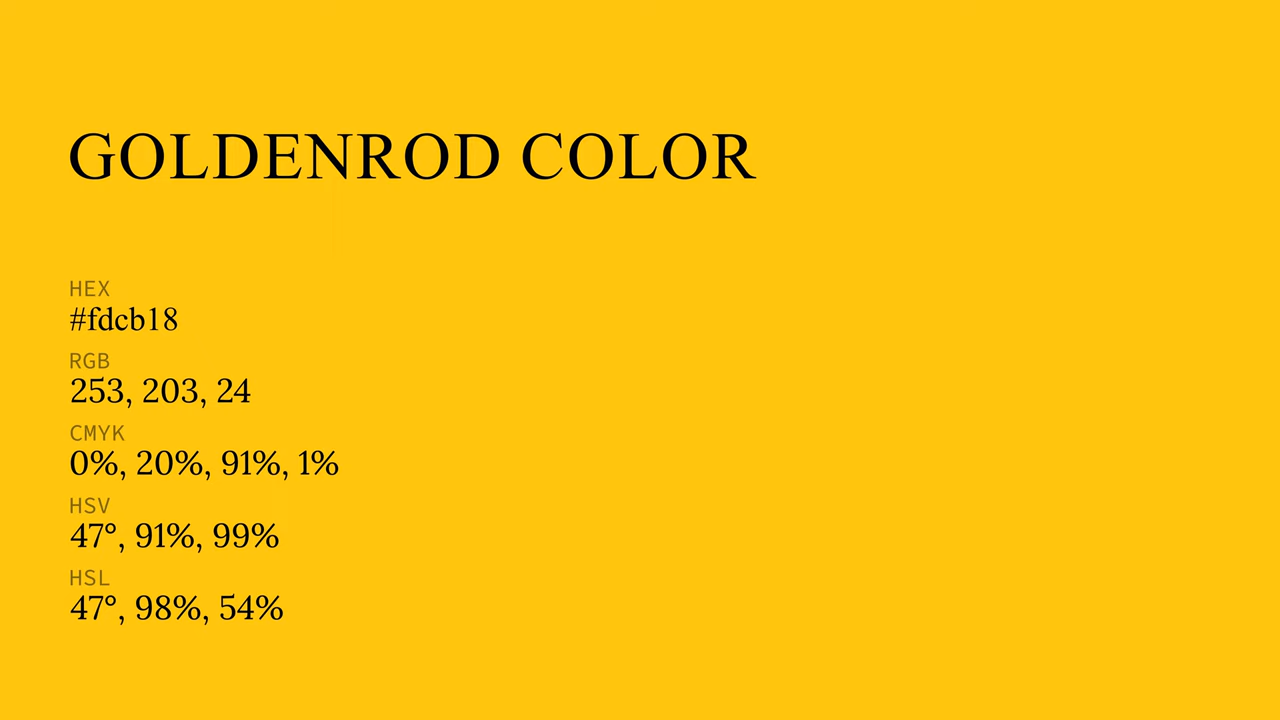 GOLDENROD COLOR
HEX
#fdcb18
RGB
253, 203, 24
CMYK
0%, 20%, 91%, 1%
HSV
47°, 91%, 99%
HSL
47°, 98%, 54%